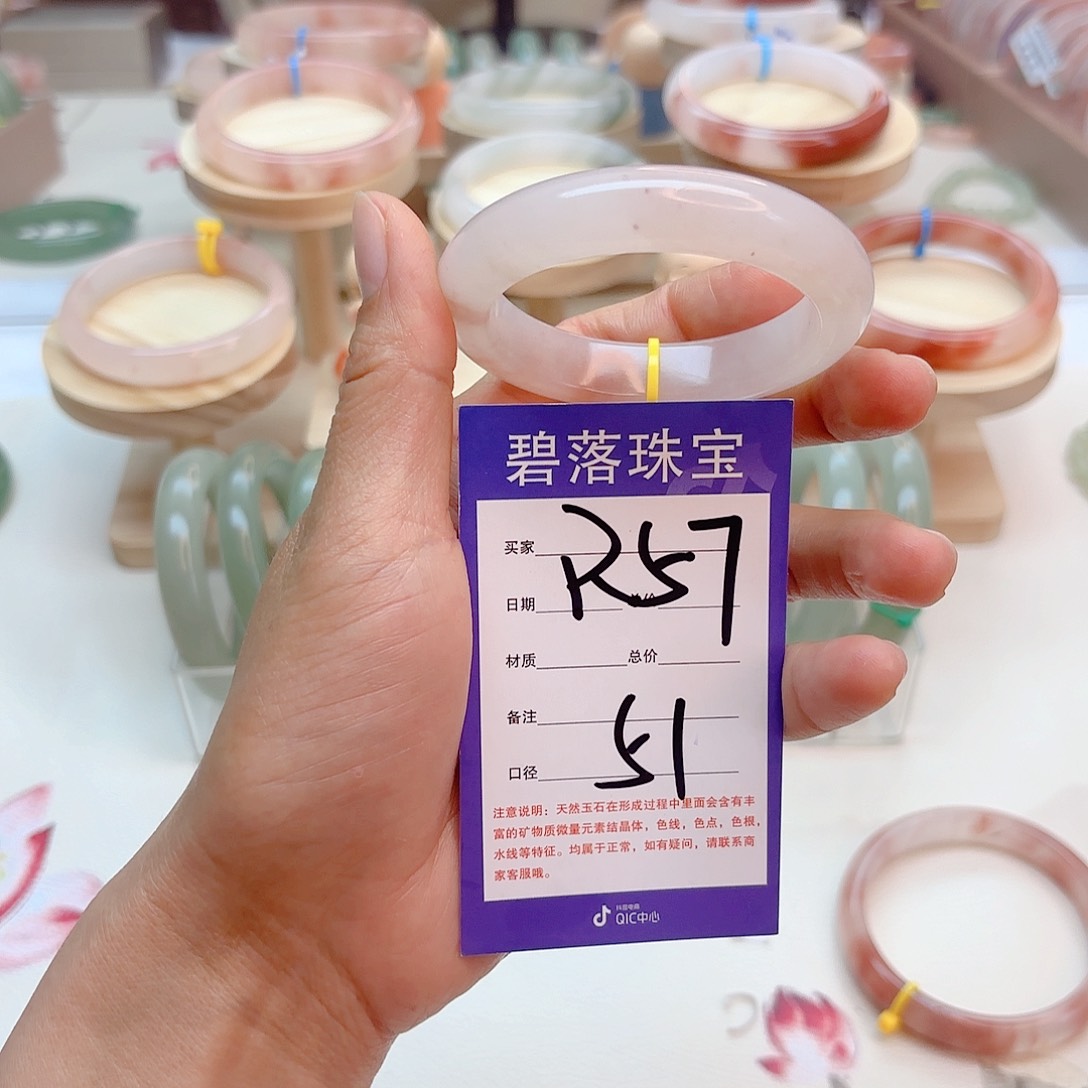 碧落珠宝
买家 R57
日期
材质 总价
备注
口径 51
注意说明：天然玉石在形成过程中里面会含有丰
富的矿物质微量元素结晶体，色线，色点，色根，
水线等特征。均属于正常，如有疑问，请联系商
家客服哦。
抖音电商
QIC中心